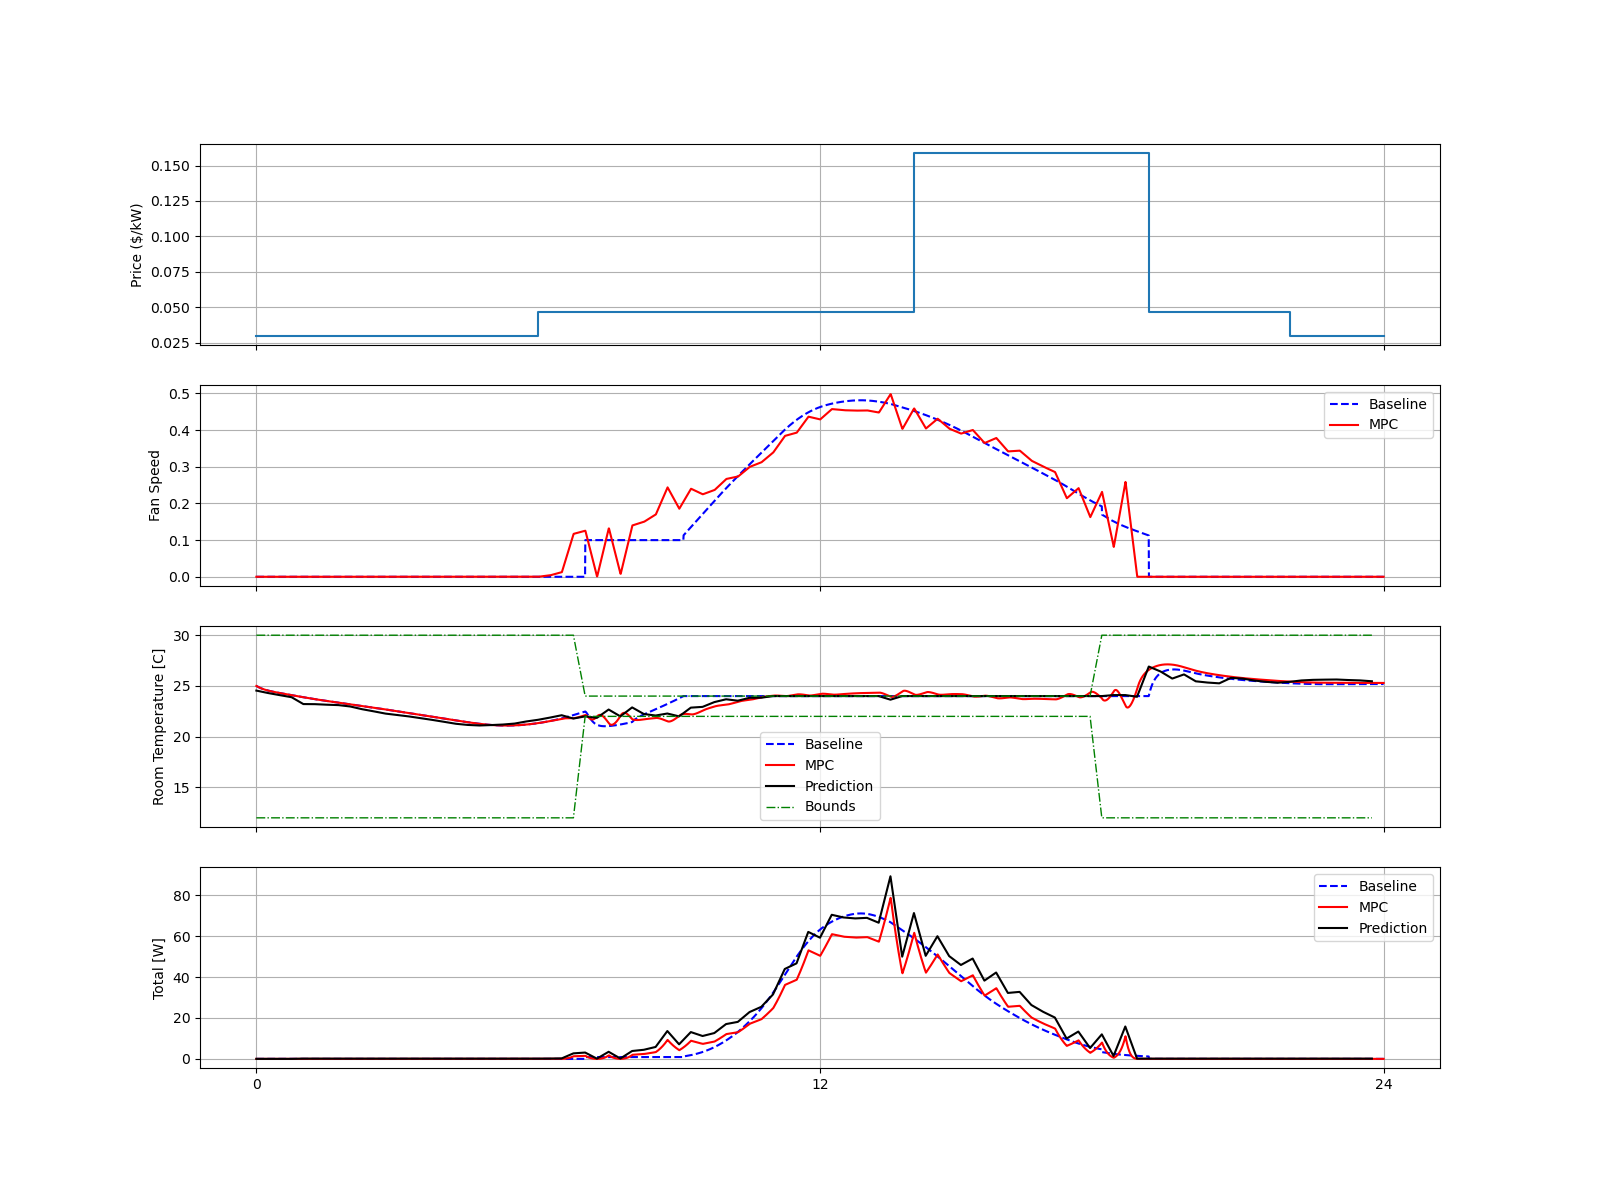 0.150
0.125
0.100
0.075
0.050
0.025
Price ($/kW)
0.5
0.4
0.3
0.2
0.1
0.0
Fan Speed
Baseline
MPC
30
25
20
15
Room Temperature [C]
Baseline
MPC
Prediction
Bounds
80
60
40
20
0
Total [W]
Baseline
MPC
Prediction
0
12
24